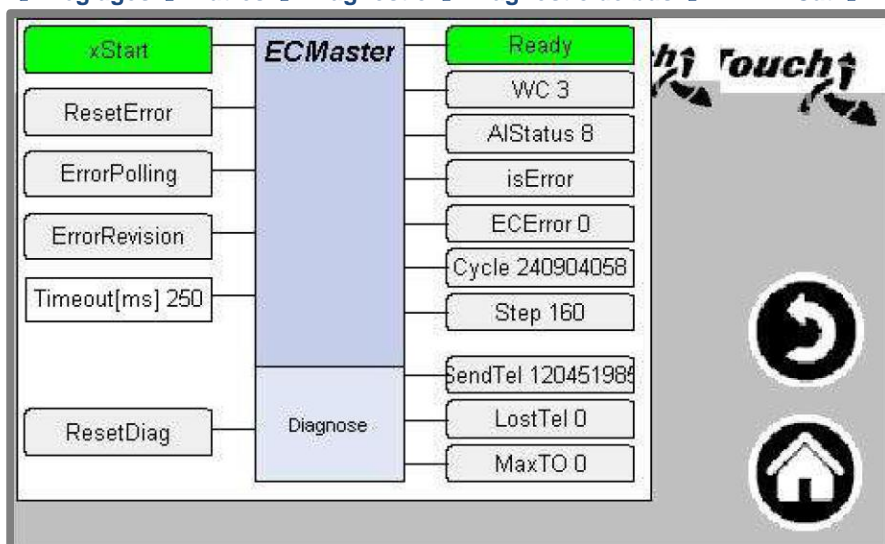 xStart
ResetError
ErrorPolling
ErrorRevision
Timeout[ms] 250
ResetDiag
ECMaster
Diagnose
Ready
WC 3
AlStatus 8
isError
ECError 0
Cycle 240904058
Step 160
SendTel 120451985
LostTel 0
MaxTO 0
Touch